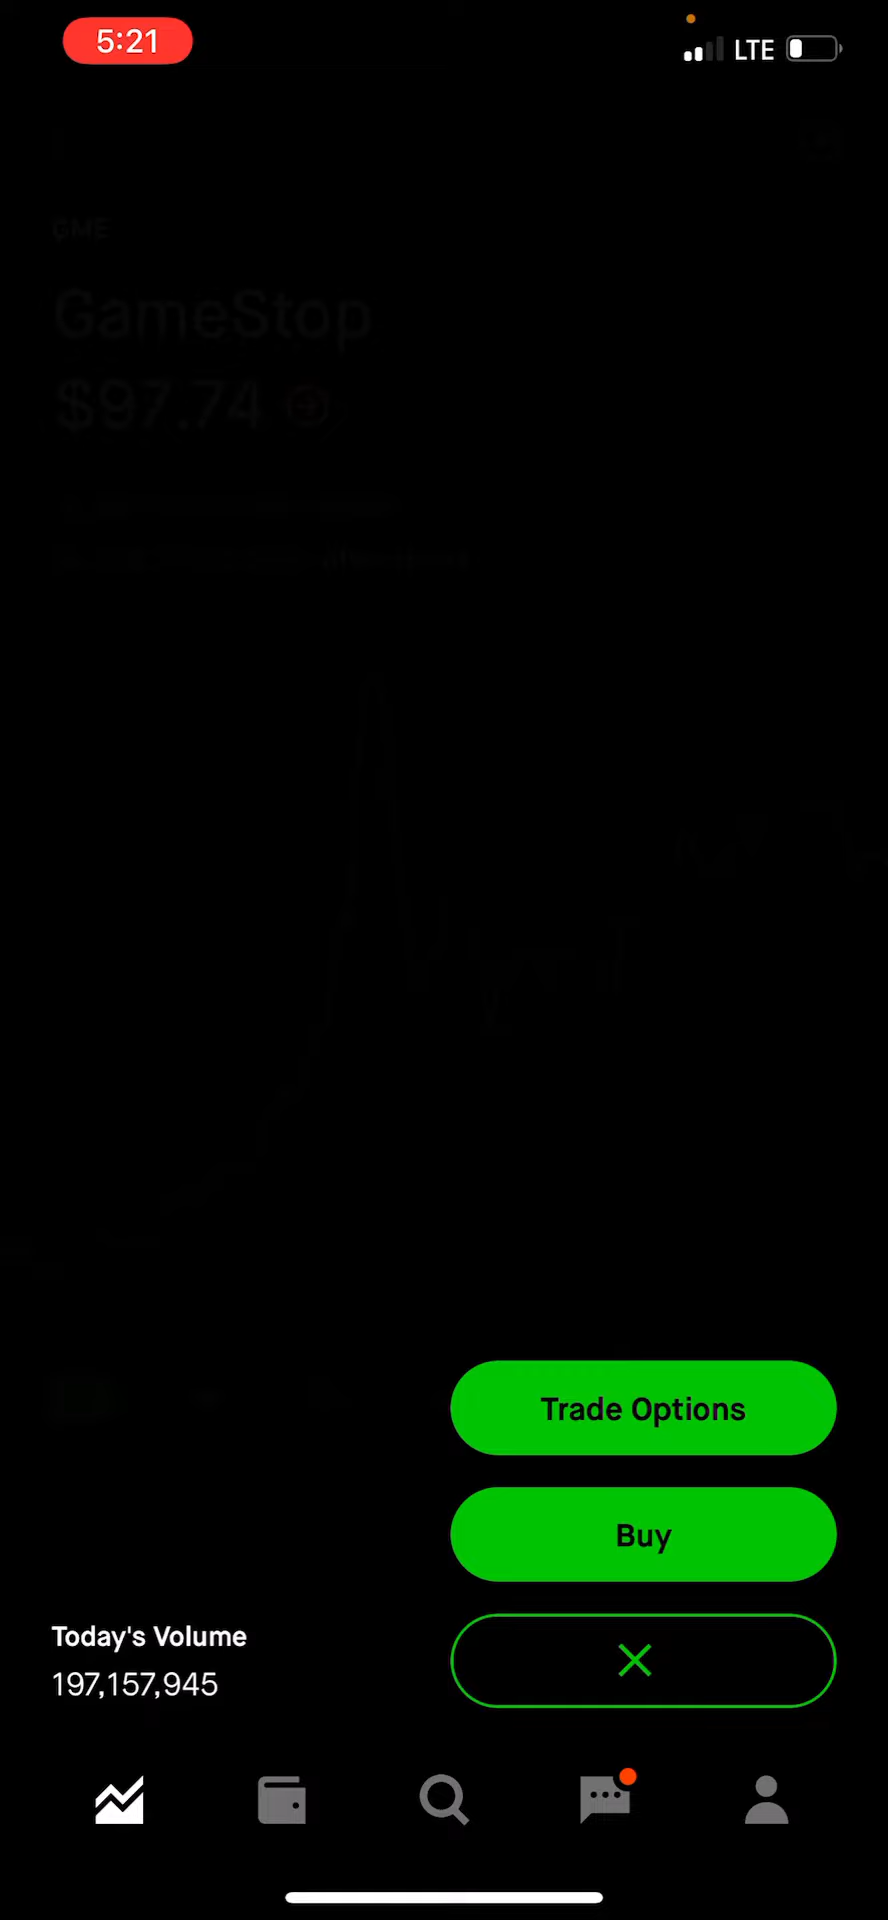 5:21
LTE
GME
GameStop
$97.74
Trade Options
Buy
Today's Volume
197,157,945